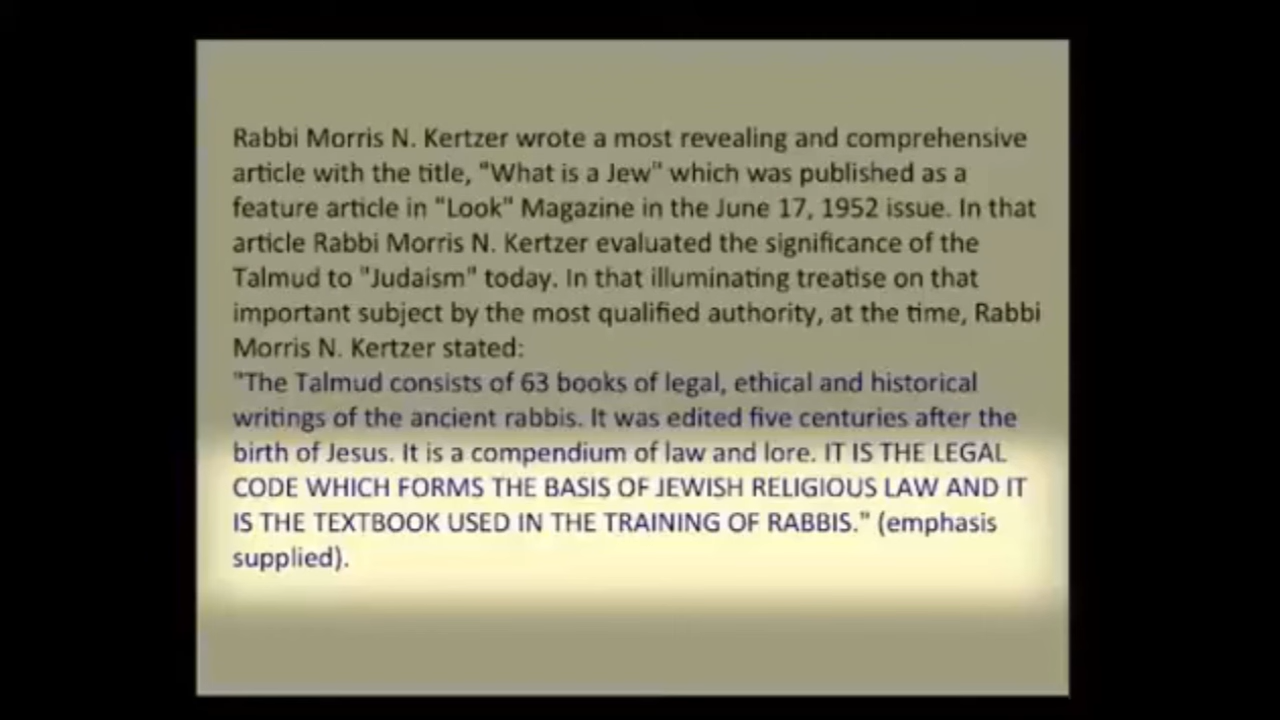 Rabbi Morris N. Kertzer wrote a most revealing and comprehensive
article with the title, "What is a Jew" which was published as a
feature article in "Look" Magazine in the June 17, 1952 issue. In that
article Rabbi Morris N. Kertzer evaluated the significance of the
Talmud to "Judaism" today. In that illuminating treatise on that
important subject by the most qualified authority, at the time, Rabbi
Morris N. Kertzer stated:
"The Talmud consists of 63 books of legal, ethical and historical
writings of the ancient rabbis. It was edited five centuries after the
birth of Jesus. It is a compendium of law and lore. IT IS THE LEGAL
CODE WHICH FORMS THE BASIS OF JEWISH RELIGIOUS LAW AND IT
IS THE TEXTBOOK USED IN THE TRAINING OF RABBIS." (emphasis
supplied).